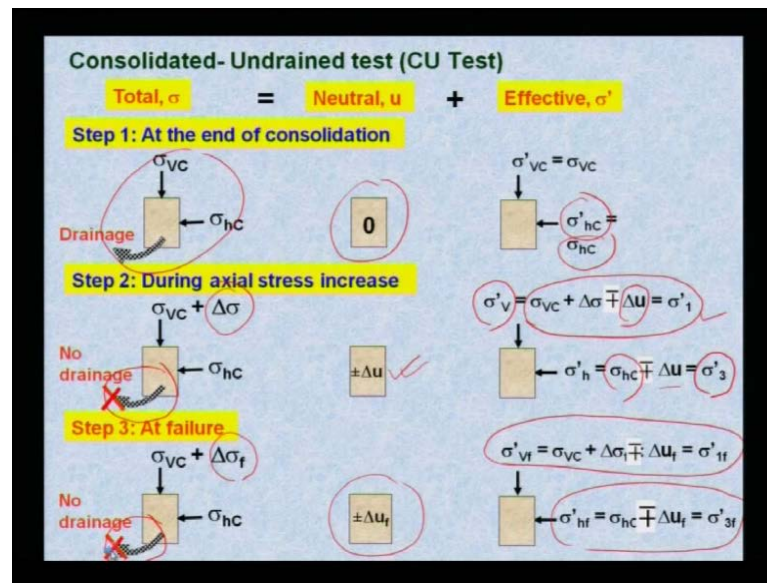 Consolidated- Undrained test (CU Test)
Total, σ = Neutral, u + Effective, σ'
Step 1: At the end of consolidation
σVC
σ'VC = σVC
Drainage
σhC
0
σ'hC =
σhC
Step 2: During axial stress increase
σVC + Δσ
σ'V = σVC + Δσ ∓ Δu = σ'1
No
drainage
σhC
±Δu
σ'h = σhC ∓ Δu = σ'3
Step 3: At failure
σVC + Δσf
σ'Vf = σVC + Δσf ∓ Δuf = σ'1f
No
drainage
σhC
±Δuf
σ'hf = σhC ∓ Δuf = σ'3f